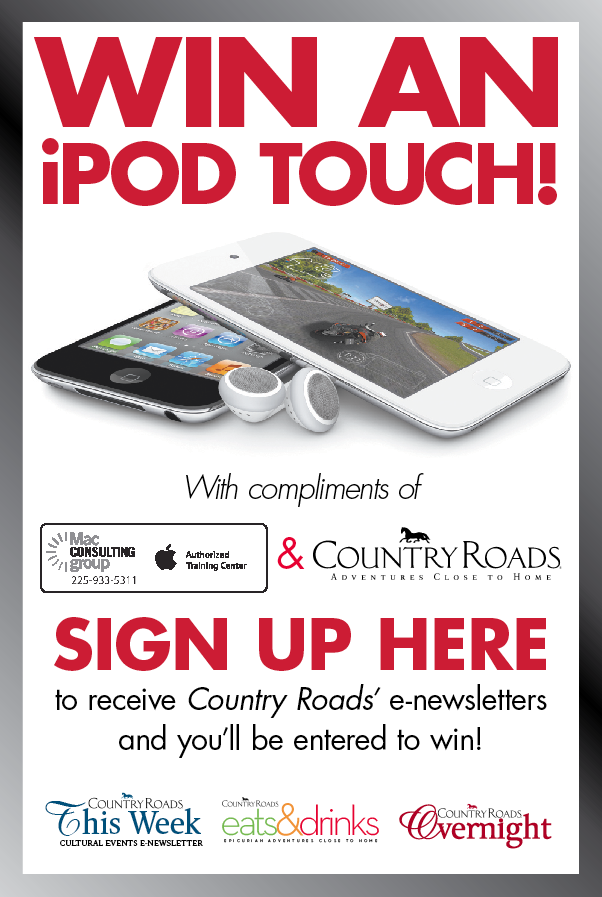 WIN AN
iPOD TOUCH!
With compliments of
Mac
CONSULTING
group
225-933-5311
Authorized
Training Center
& COUNTRY ROADS
ADVENTURES CLOSE TO HOME
SIGN UP HERE
to receive Country Roads’ e-newsletters
and you’ll be entered to win!
COUNTRY ROADS
This Week
CULTURAL EVENTS E-NEWSLETTER
COUNTRY ROADS
eats&drinks
EPICURIAN ADVENTURES CLOSE TO HOME
COUNTRY ROADS
Overnight